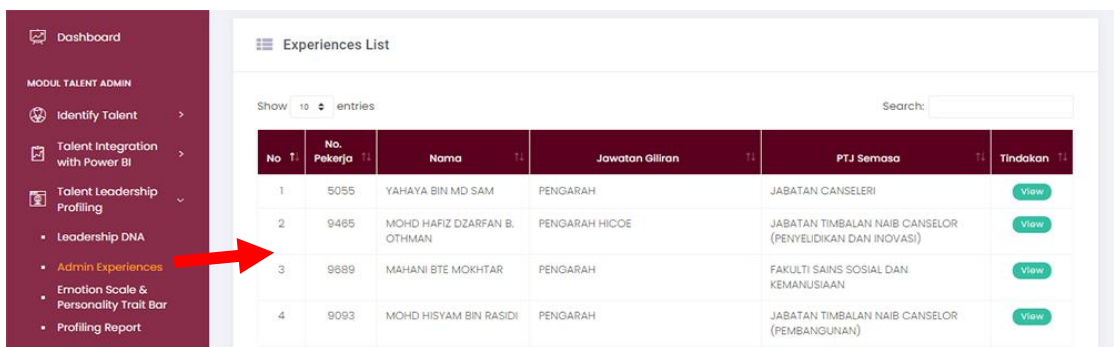 Dashboard
MODUL TALENT ADMIN
Identify Talent
Talent Integration
with Power BI
Talent Leadership
Profiling
Leadership DNA
Admin Experiences
Emotion Scale &
Personality Trait Bar
Profiling Report
Experiences List
Show 10 entries
Search:
No No. Pekerja Nama Jawatan Giliran PTJ Semasa Tindakan
1 5055 YAHAYA BIN MD SAM PENGARAH JABATAN CANSELERI View
2 9465 MOHD HAFIZ DZARFAN B. PENGARAH HICOE JABATAN TIMBALAN NAIB CANSELOR View
OTHMAN (PENYELIDIKAN DAN INOVASI)
3 9689 MAHANI BTE MOKHTAR PENGARAH FAKULTI SAINS SOSIAL DAN View
KEMANUSIAAN
4 9093 MOHD HISYAM BIN RASIDI PENGARAH JABATAN TIMBALAN NAIB CANSELOR View
(PEMBANGUNAN)